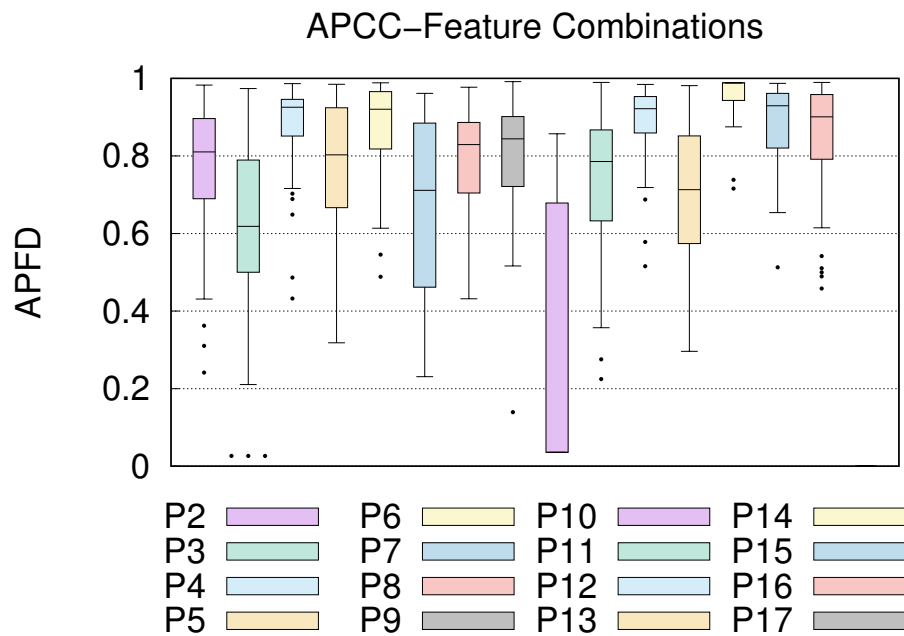 APCC−Feature Combinations
APFD
1
0.8
0.6
0.4
0.2
0
P2 P6 P10 P14
P3 P7 P11 P15
P4 P8 P12 P16
P5 P9 P13 P17